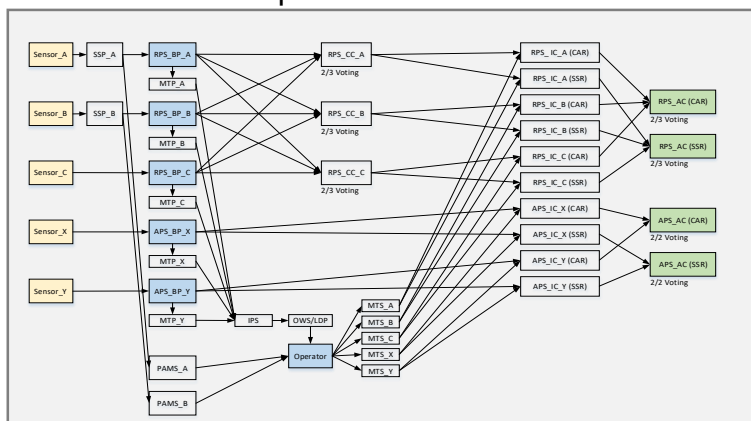 Sensor_A
SSP_A
RPS_BP_A
MTP_A
RPS_CC_A
2/3 Voting
RPS_IC_A (CAR)
RPS_IC_A (SSR)
Sensor_B
SSP_B
RPS_BP_B
MTP_B
RPS_CC_B
2/3 Voting
RPS_IC_B (CAR)
RPS_IC_B (SSR)
RPS_AC (CAR)
2/3 Voting
RPS_AC (SSR)
2/3 Voting
Sensor_C
RPS_BP_C
MTP_C
RPS_CC_C
2/3 Voting
RPS_IC_C (CAR)
RPS_IC_C (SSR)
Sensor_X
APS_BP_X
MTP_X
APS_IC_X (CAR)
APS_IC_X (SSR)
APS_AC (CAR)
2/2 Voting
Sensor_Y
APS_BP_Y
MTP_Y
APS_IC_Y (CAR)
APS_IC_Y (SSR)
APS_AC (SSR)
2/2 Voting
IPS
OWS/LDP
Operator
MTS_A
MTS_B
MTS_C
MTS_X
MTS_Y
PAMS_A
PAMS_B